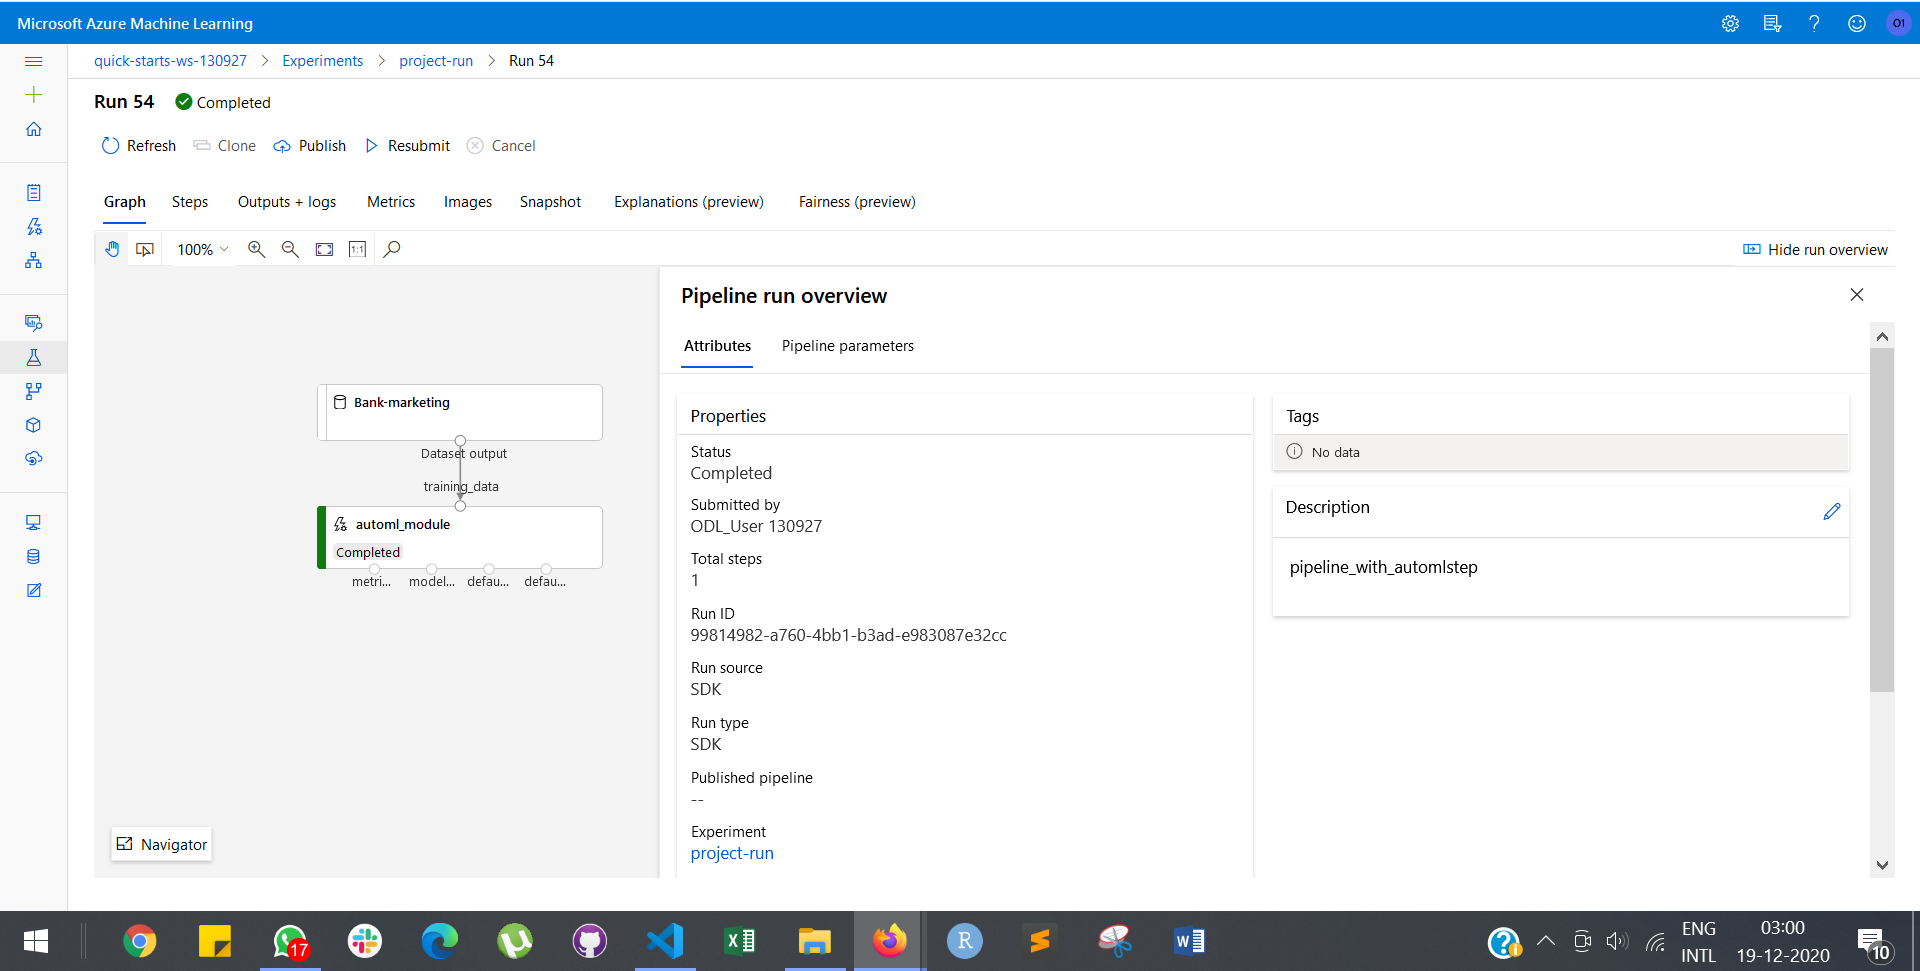 Microsoft Azure Machine Learning
O1
quick-starts-ws-130927 > Experiments > project-run > Run 54
Run 54 Completed
Refresh Clone Publish Resubmit Cancel
Graph Steps Outputs + logs Metrics Images Snapshot Explanations (preview) Fairness (preview)
100% 1:1 Hide run overview
Bank-marketing
Dataset output
training_data
automl_module
Completed
metri... model... defau... defau...
Navigator
Pipeline run overview
Attributes Pipeline parameters
Properties
Status
Completed
Submitted by
ODL_User 130927
Total steps
1
Run ID
99814982-a760-4bb1-b3ad-e983087e32cc
Run source
SDK
Run type
SDK
Published pipeline
--
Experiment
project-run
Tags
No data
Description
pipeline_with_automlstep
17
R
ENG
INTL
03:00
19-12-2020
10